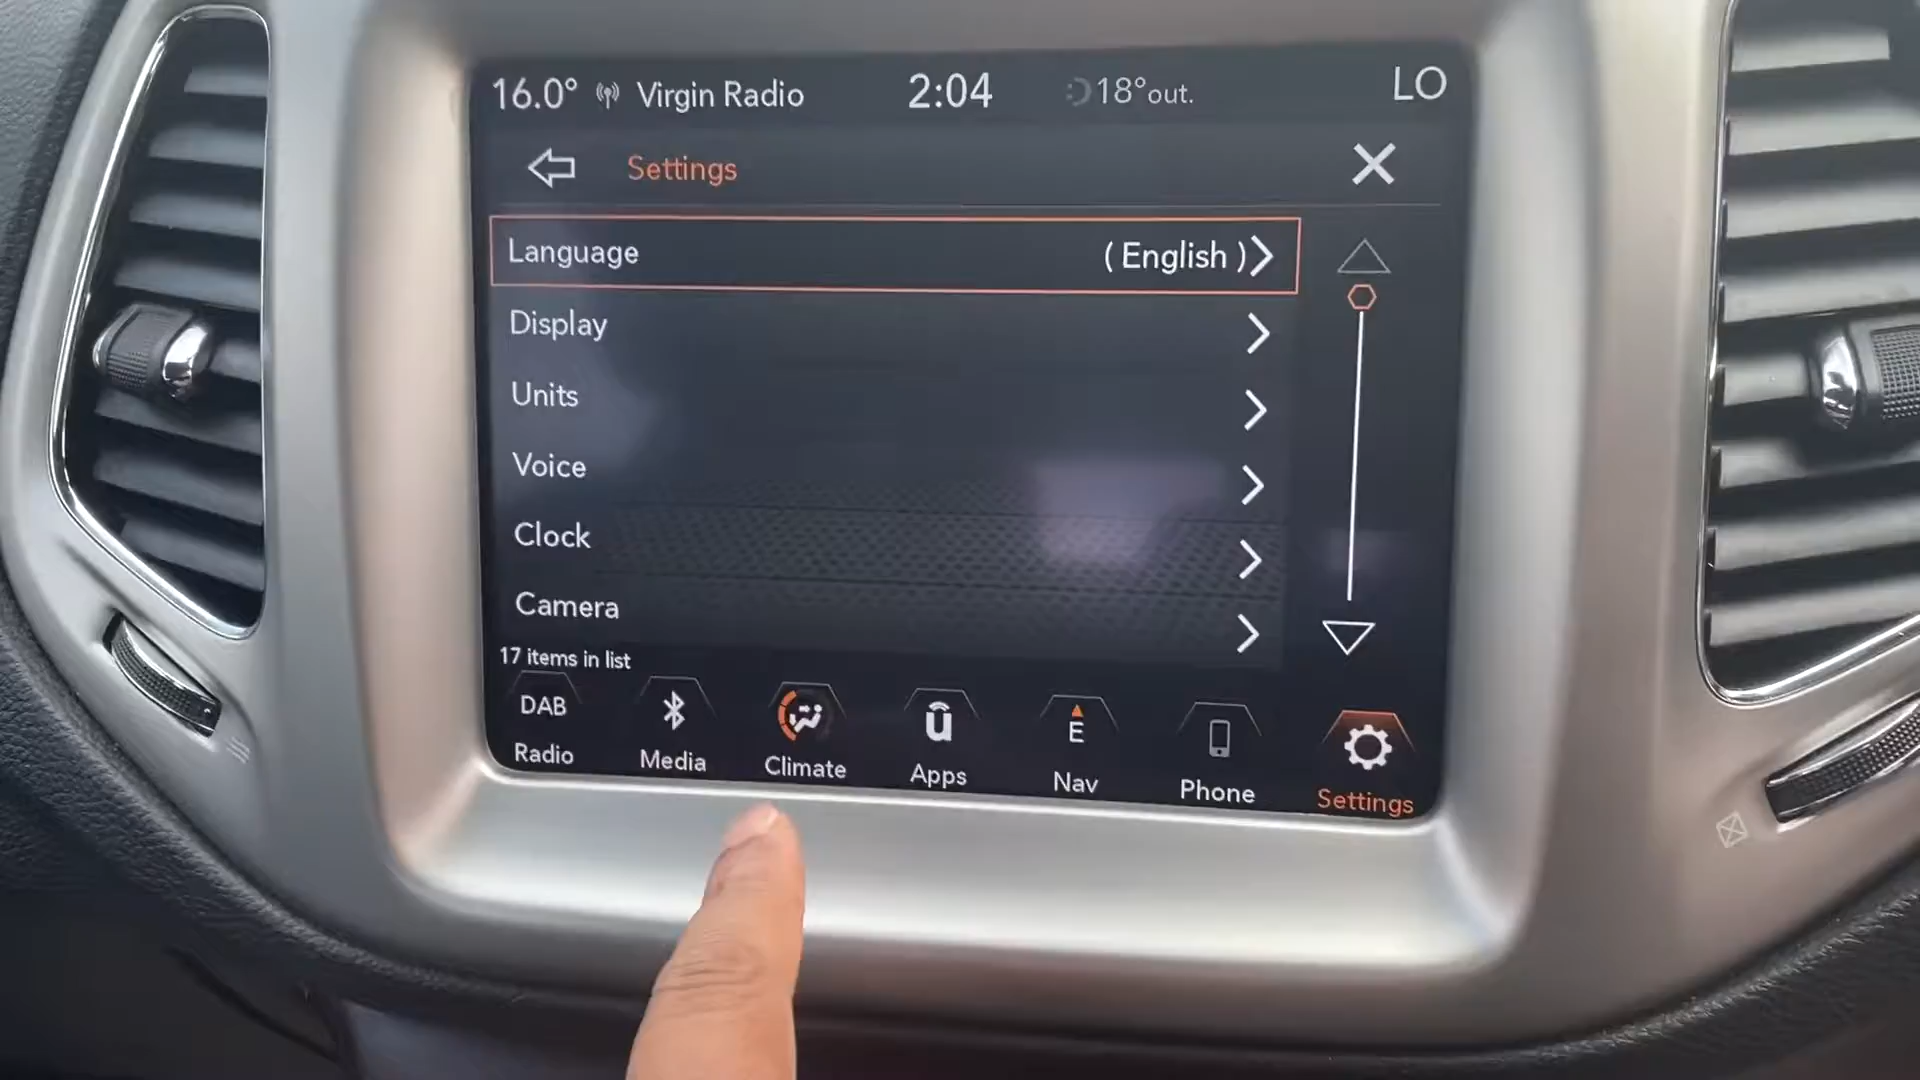 16.0° Virgin Radio 2:04 18°out. LO
Settings
Language ( English )
Display
Units
Voice
Clock
Camera
17 items in list
DAB E
Radio Media Climate Apps Nav Phone Settings